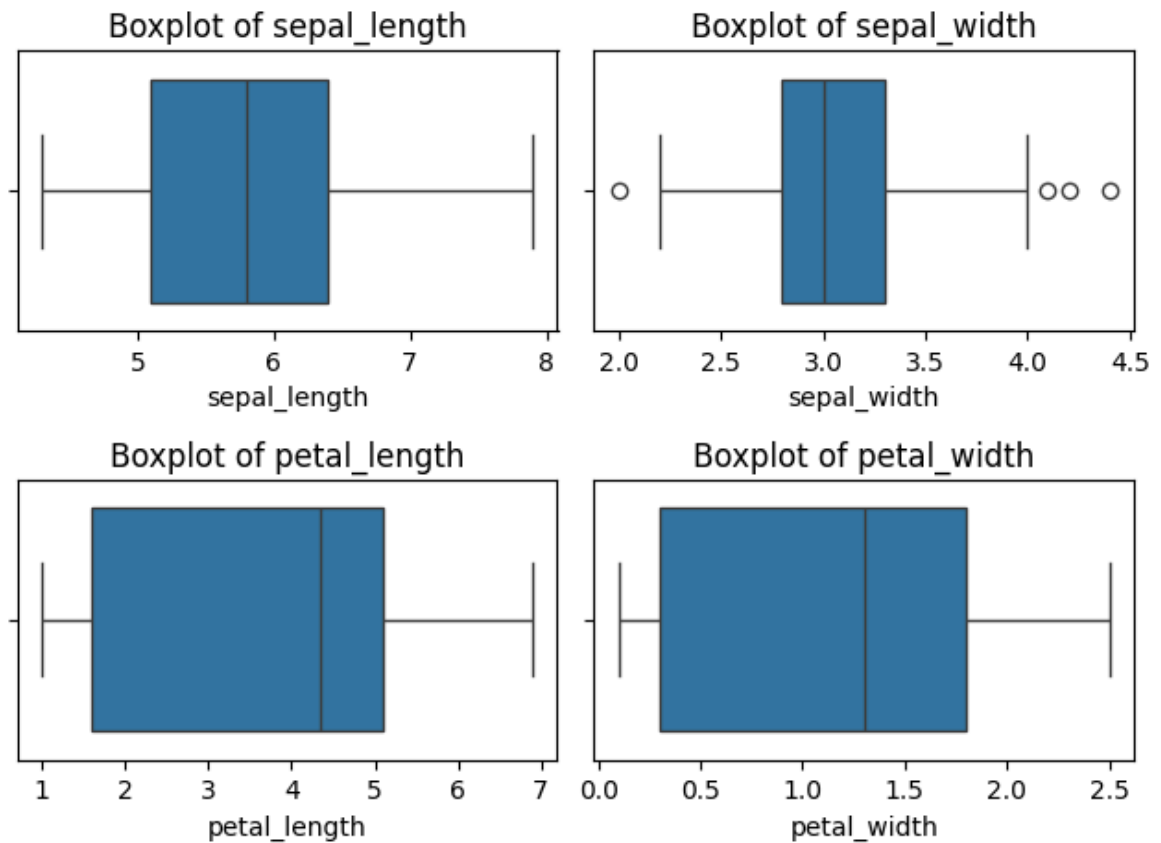 Boxplot of sepal_length
5 6 7 8
sepal_length
Boxplot of sepal_width
2.0 2.5 3.0 3.5 4.0 4.5
sepal_width
Boxplot of petal_length
1 2 3 4 5 6 7
petal_length
Boxplot of petal_width
0.0 0.5 1.0 1.5 2.0 2.5
petal_width